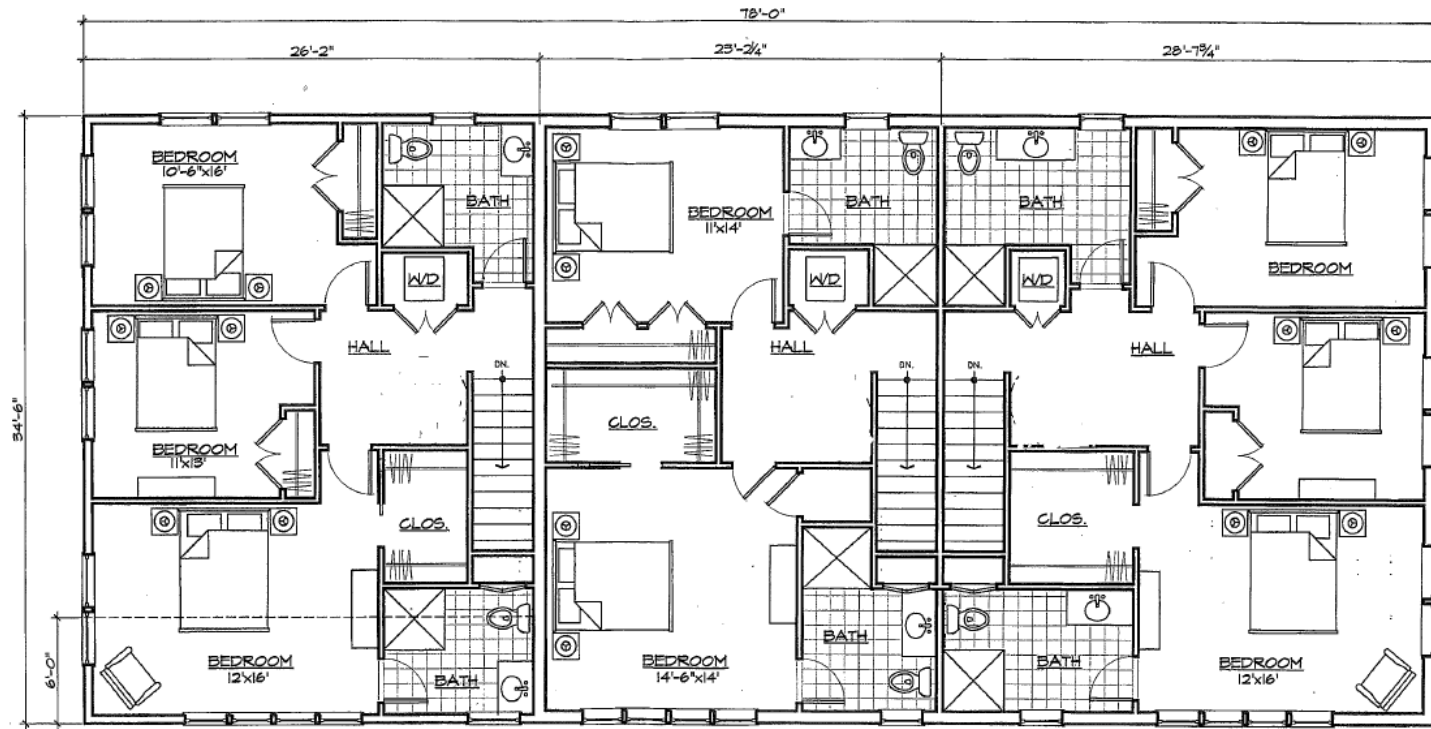 78'-0"
26'-2"
23'-2¼"
28'-7¾"
34'-6"
6'-0"
BEDROOM
10'-6"x16'
BATH
W/D
BEDROOM
11'x14'
BATH
W/D
BATH
W/D
BEDROOM
HALL
DN.
BEDROOM
11'x13'
HALL
DN.
CLOS.
DN.
HALL
CLOS.
CLOS.
BEDROOM
12'x16'
BATH
BEDROOM
14'-6"x14'
BATH
BATH
BEDROOM
12'x16'